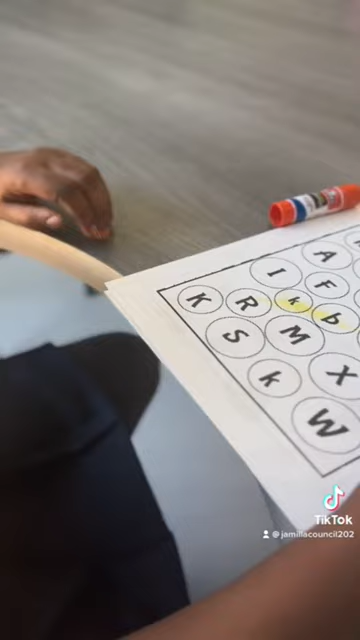 A
I F
K R k b
S M X
k W
TikTok
@jamillacouncil202